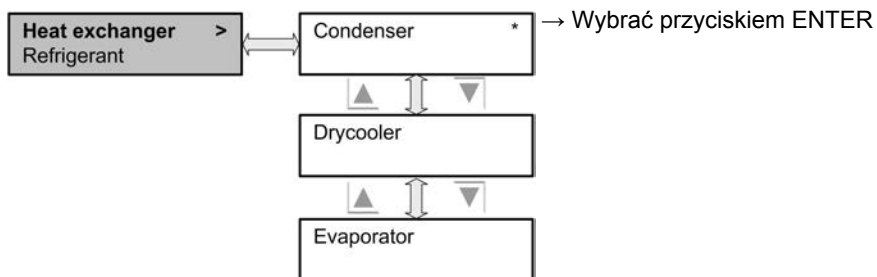 Heat exchanger >
Refrigerant
Condenser *
→ Wybrać przyciskiem ENTER
Drycooler
Evaporator